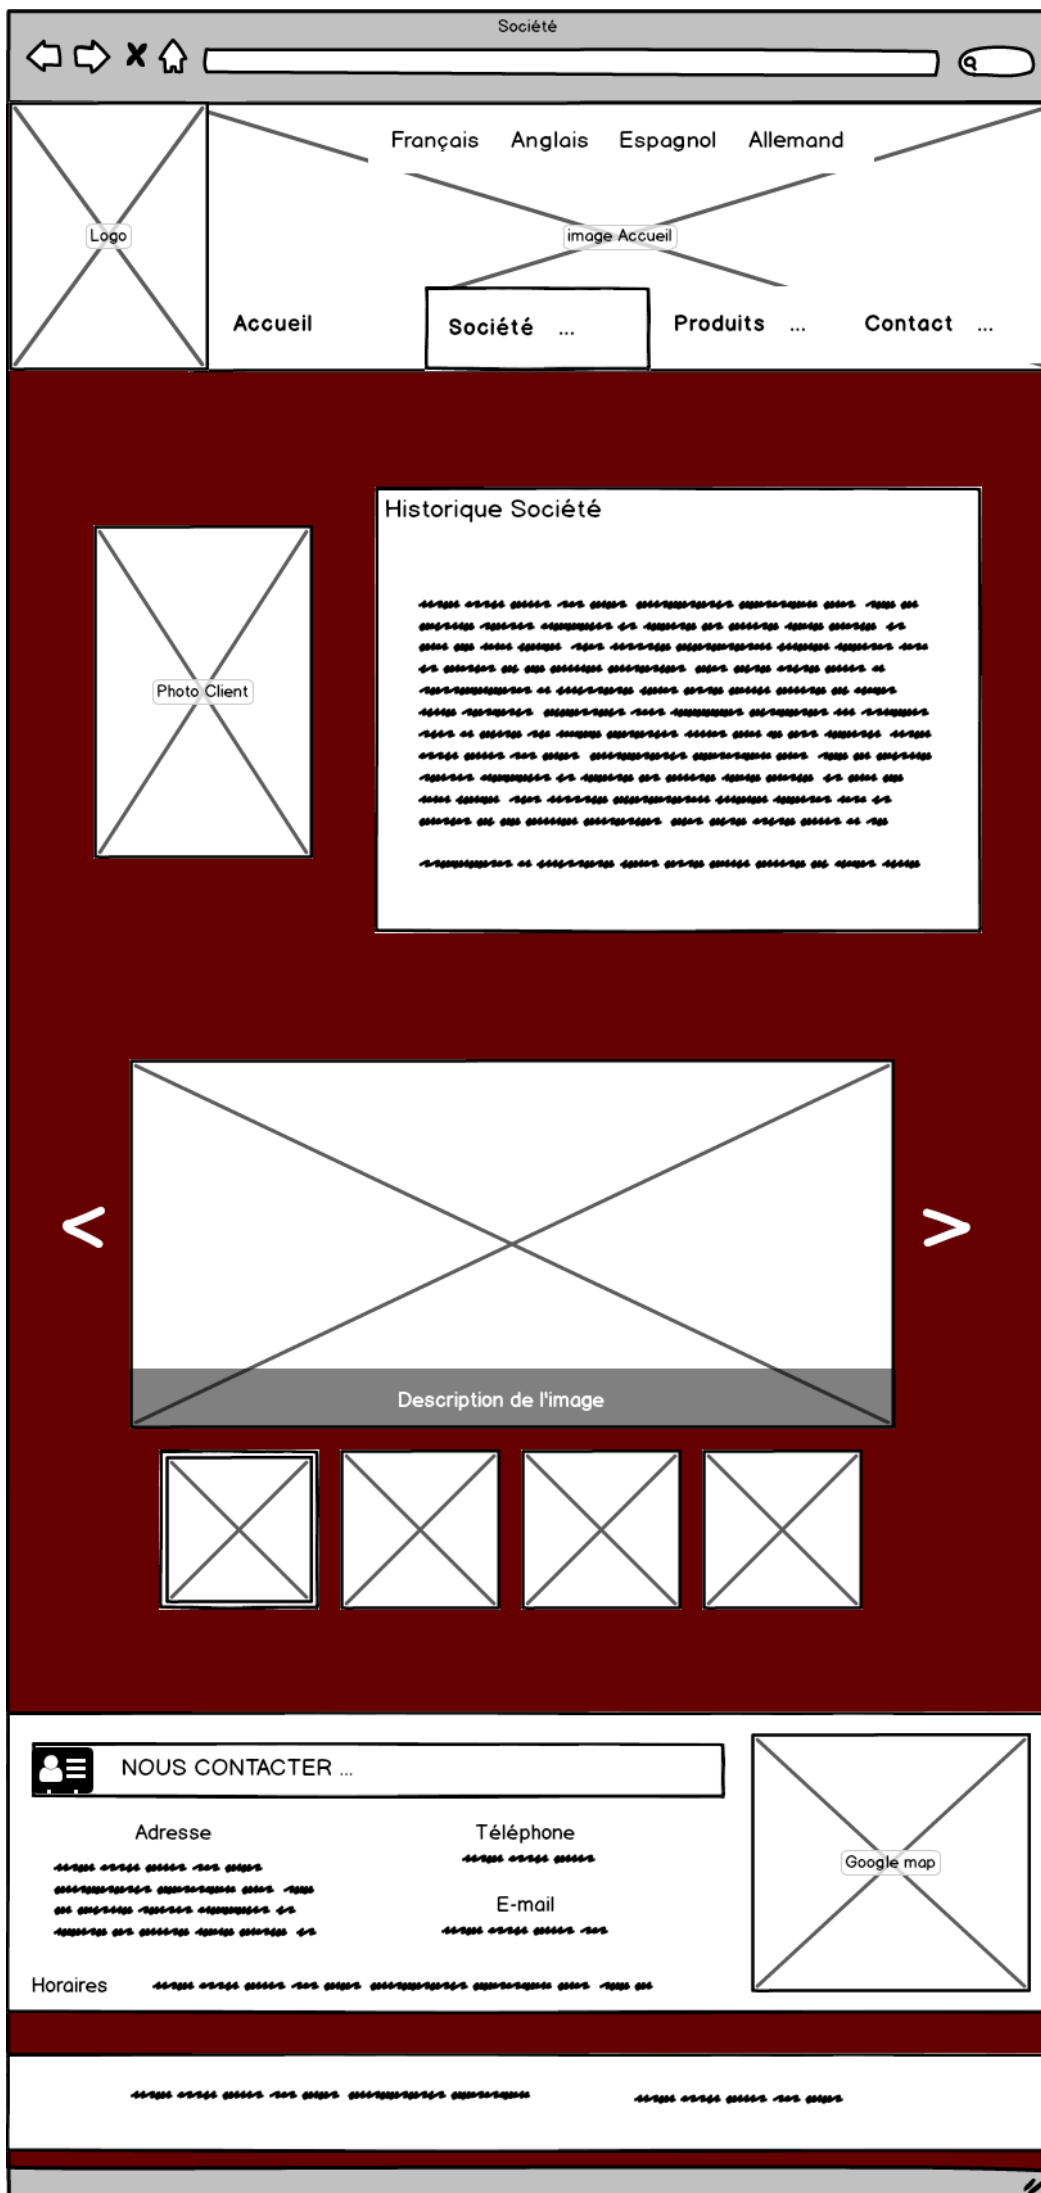 Société
Français Anglais Espagnol Allemand
Logo
image Accueil
Accueil Société ... Produits ... Contact ...
Historique Société
Photo Client
< >
Description de l'image
NOUS CONTACTER ...
Adresse Téléphone
Google map
E-mail
Horaires